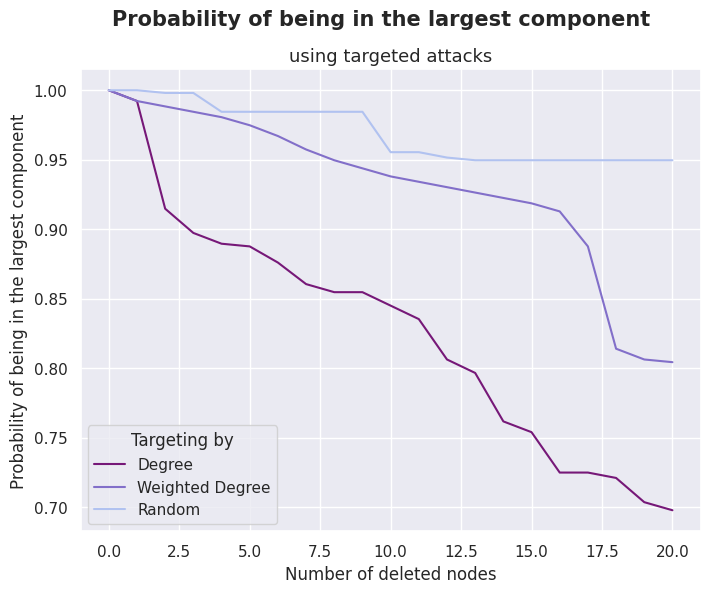 Probability of being in the largest component
using targeted attacks
Probability of being in the largest component
1.00
0.95
0.90
0.85
0.80
0.75
0.70
Targeting by
Degree
Weighted Degree
Random
0.0 2.5 5.0 7.5 10.0 12.5 15.0 17.5 20.0
Number of deleted nodes